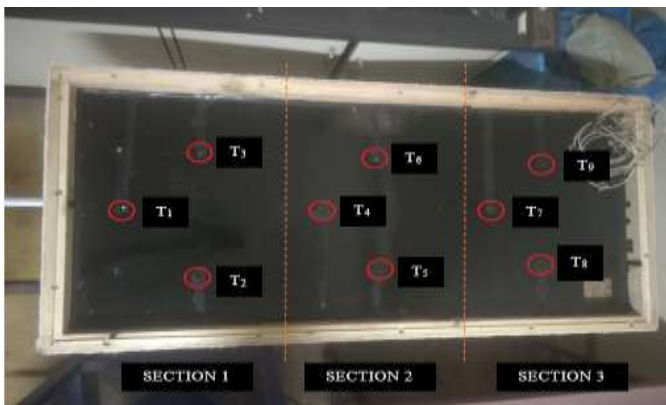 T₃
T₆
T₉
T₁
T₄
T₇
T₂
T₅
T₈
SECTION 1
SECTION 2
SECTION 3